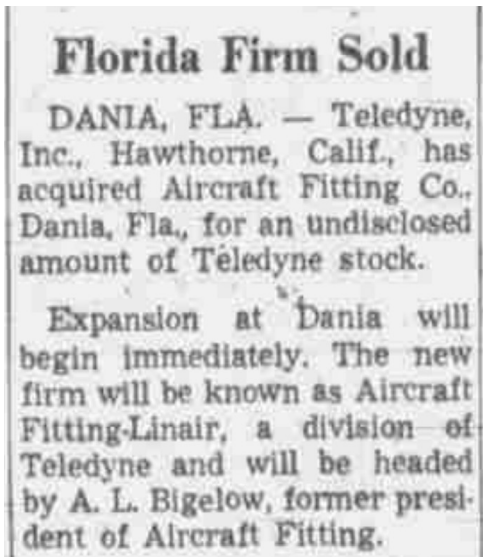 Florida Firm Sold
DANIA, FLA. — Teledyne,
Inc., Hawthorne, Calif., has
acquired Aircraft Fitting Co.,
Dania, Fla., for an undisclosed
amount of Teledyne stock.
Expansion at Dania will
begin immediately. The new
firm will be known as Aircraft
Fitting-Linair, a division of
Teledyne and will be headed
by A. L. Bigelow, former presi-
dent of Aircraft Fitting.